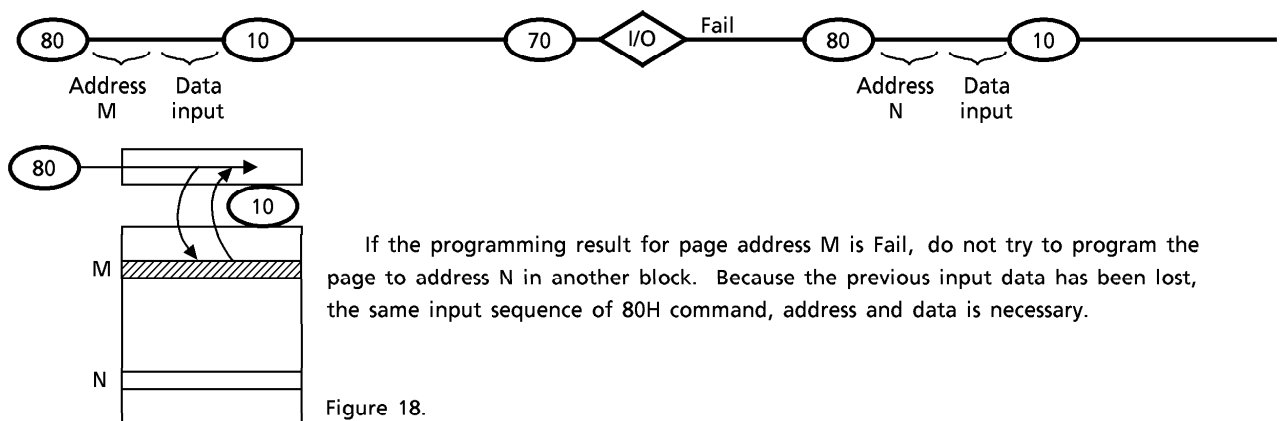 80 10 70 I/O Fail 80 10
Address Data Address Data
M input N input
80
10
If the programming result for page address M is Fail, do not try to program the
M
page to address N in another block. Because the previous input data has been lost,
the same input sequence of 80H command, address and data is necessary.
N
Figure 18.